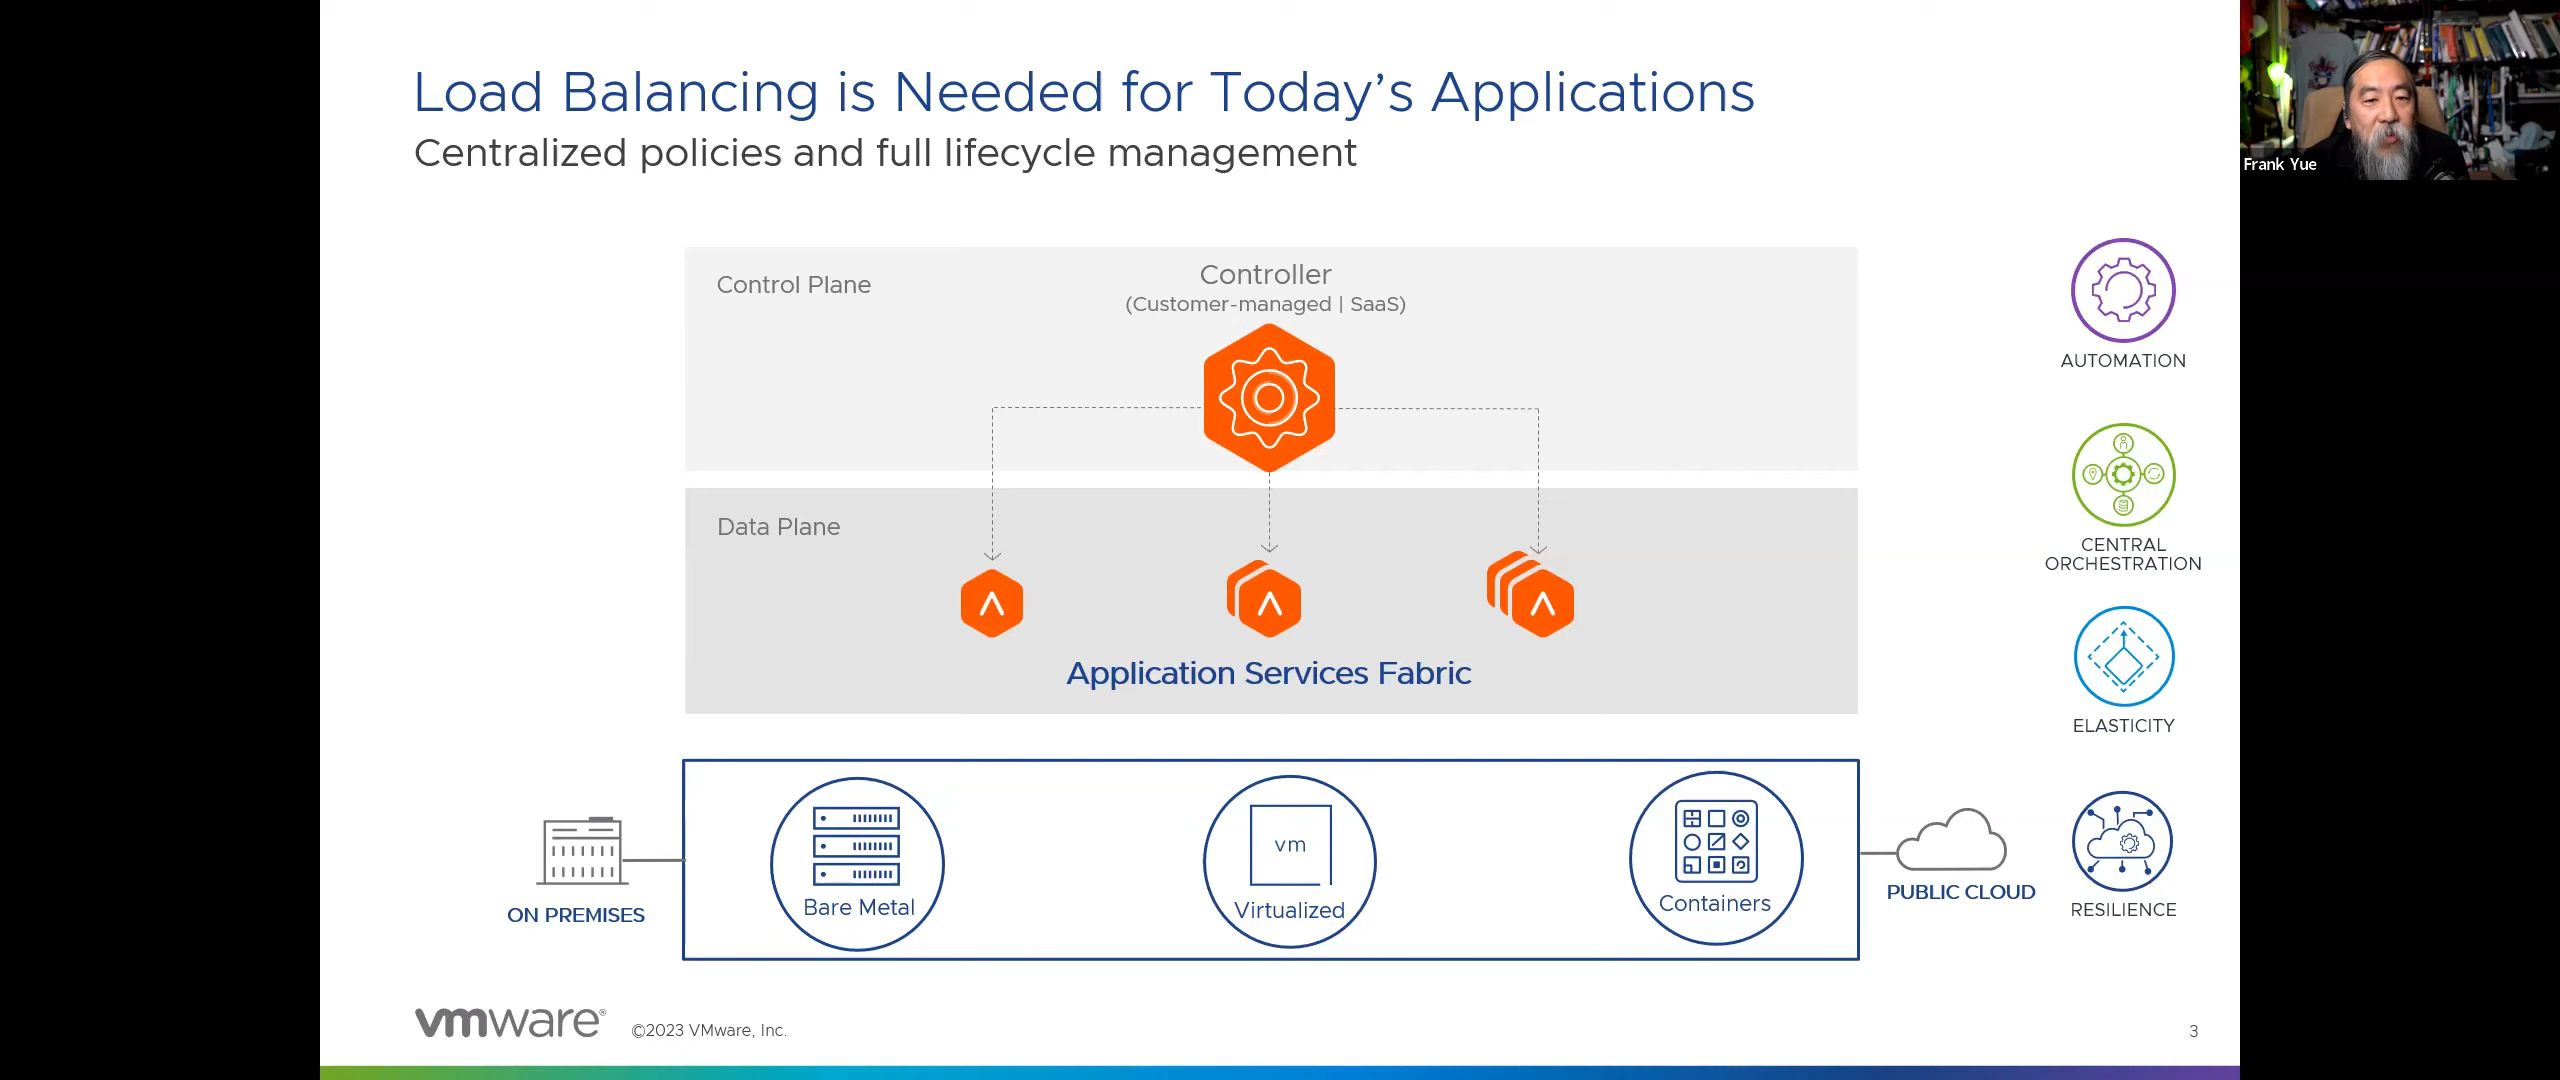 Load Balancing is Needed for Today's Applications
Centralized policies and full lifecycle management
Frank Yue
Control Plane
Controller
(Customer-managed | SaaS)
Data Plane
Application Services Fabric
ON PREMISES
Bare Metal
vm
Virtualized
Containers
PUBLIC CLOUD
AUTOMATION
CENTRAL
ORCHESTRATION
ELASTICITY
RESILIENCE
vmware®
©2023 VMware, Inc.
3